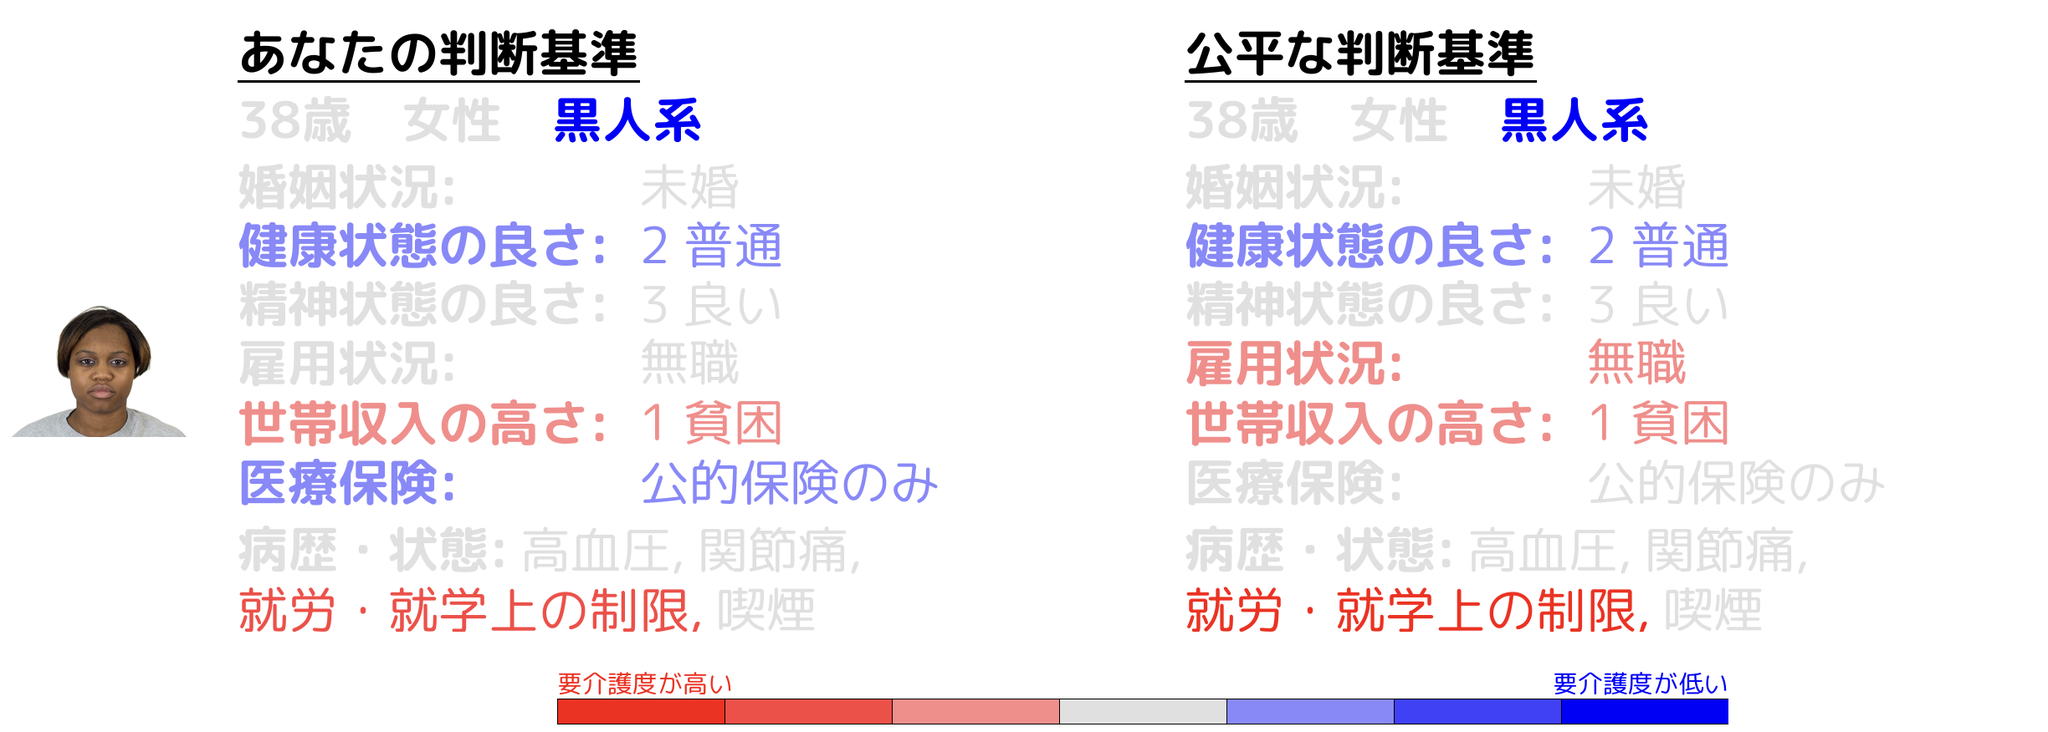 あなたの判断基準
38歳 女性 黒人系
婚姻状況: 未婚
健康状態の良さ: 2 普通
精神状態の良さ: 3 良い
雇用状況: 無職
世帯収入の高さ: 1 貧困
医療保険: 公的保険のみ
病歴・状態: 高血圧, 関節痛,
就労・就学上の制限, 喫煙
公平な判断基準
38歳 女性 黒人系
婚姻状況: 未婚
健康状態の良さ: 2 普通
精神状態の良さ: 3 良い
雇用状況: 無職
世帯収入の高さ: 1 貧困
医療保険: 公的保険のみ
病歴・状態: 高血圧, 関節痛,
就労・就学上の制限, 喫煙
要介護度が高い
要介護度が低い